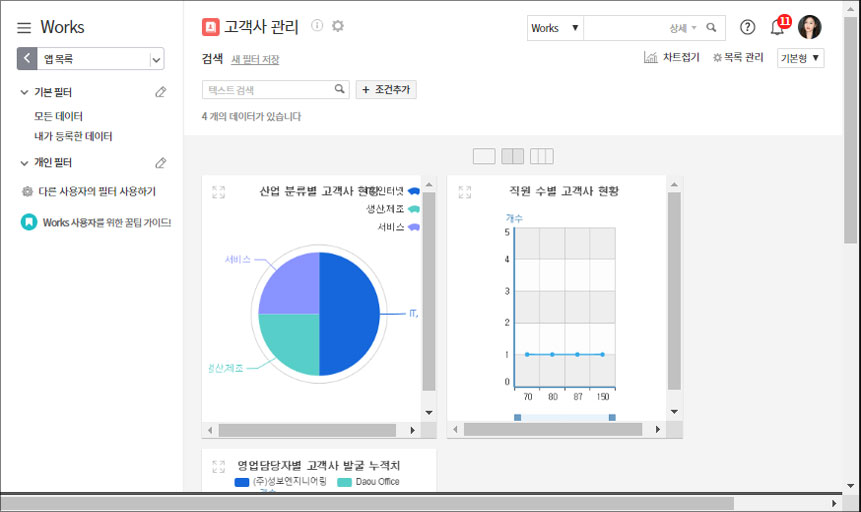 Works
앱 목록
기본 필터
모든 데이터
내가 등록한 데이터
개인 필터
다른 사용자의 필터 사용하기
Works 사용자를 위한 꿀팁 가이드!
고객사 관리
Works
상세
11
검색 새 필터 저장
차트접기
목록 관리
기본형
텍스트 검색
+ 조건추가
4 개의 데이터가 있습니다
산업 분류별 고객사 현황
인터넷
생산,제조
서비스
서비스
IT,
생산,제조
직원 수별 고객사 현황
개수
5
4
3
2
1
0
70 80 87 150
영업담당자별 고객사 발굴 누적치
(주)성보엔지니어링 Daou Office
개수